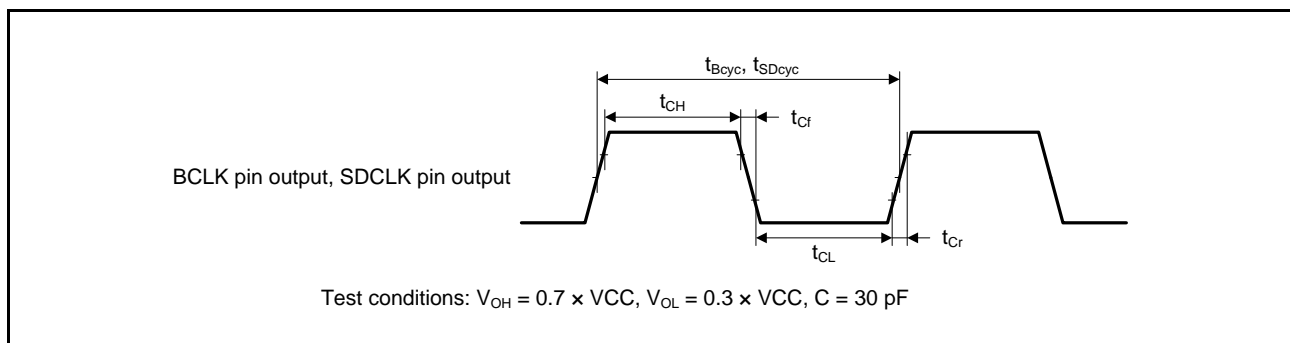 tBcyc, tSDcyc
tCH
tCf
BCLK pin output, SDCLK pin output
tCL
tCr
Test conditions: VOH = 0.7 × VCC, VOL = 0.3 × VCC, C = 30 pF